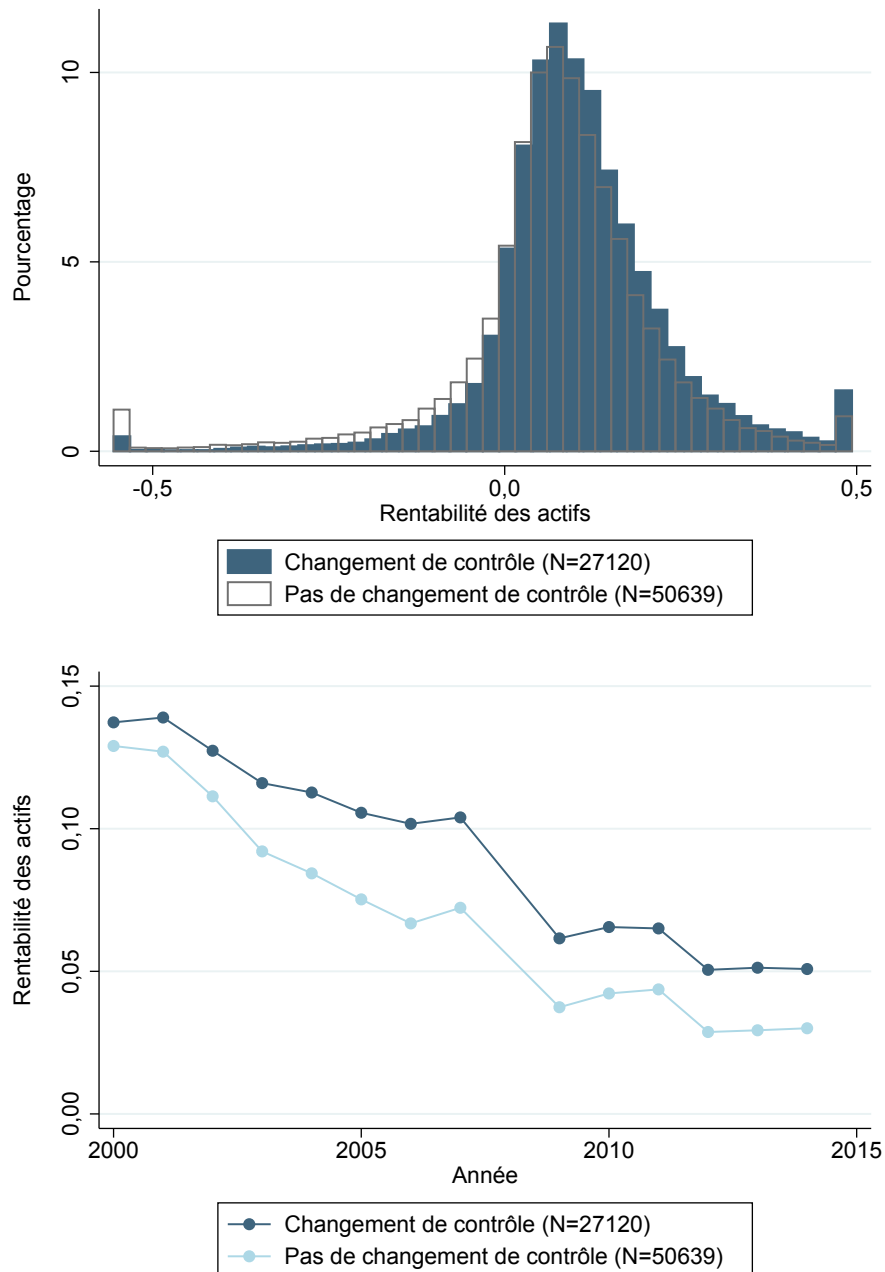 10
5
0
Pourcentage
-0,5
0,0
0,5
Rentabilité des actifs
Changement de contrôle (N=27120)
Pas de changement de contrôle (N=50639)
0,15
0,10
0,05
0,00
Rentabilité des actifs
2000
2005
2010
2015
Année
Changement de contrôle (N=27120)
Pas de changement de contrôle (N=50639)